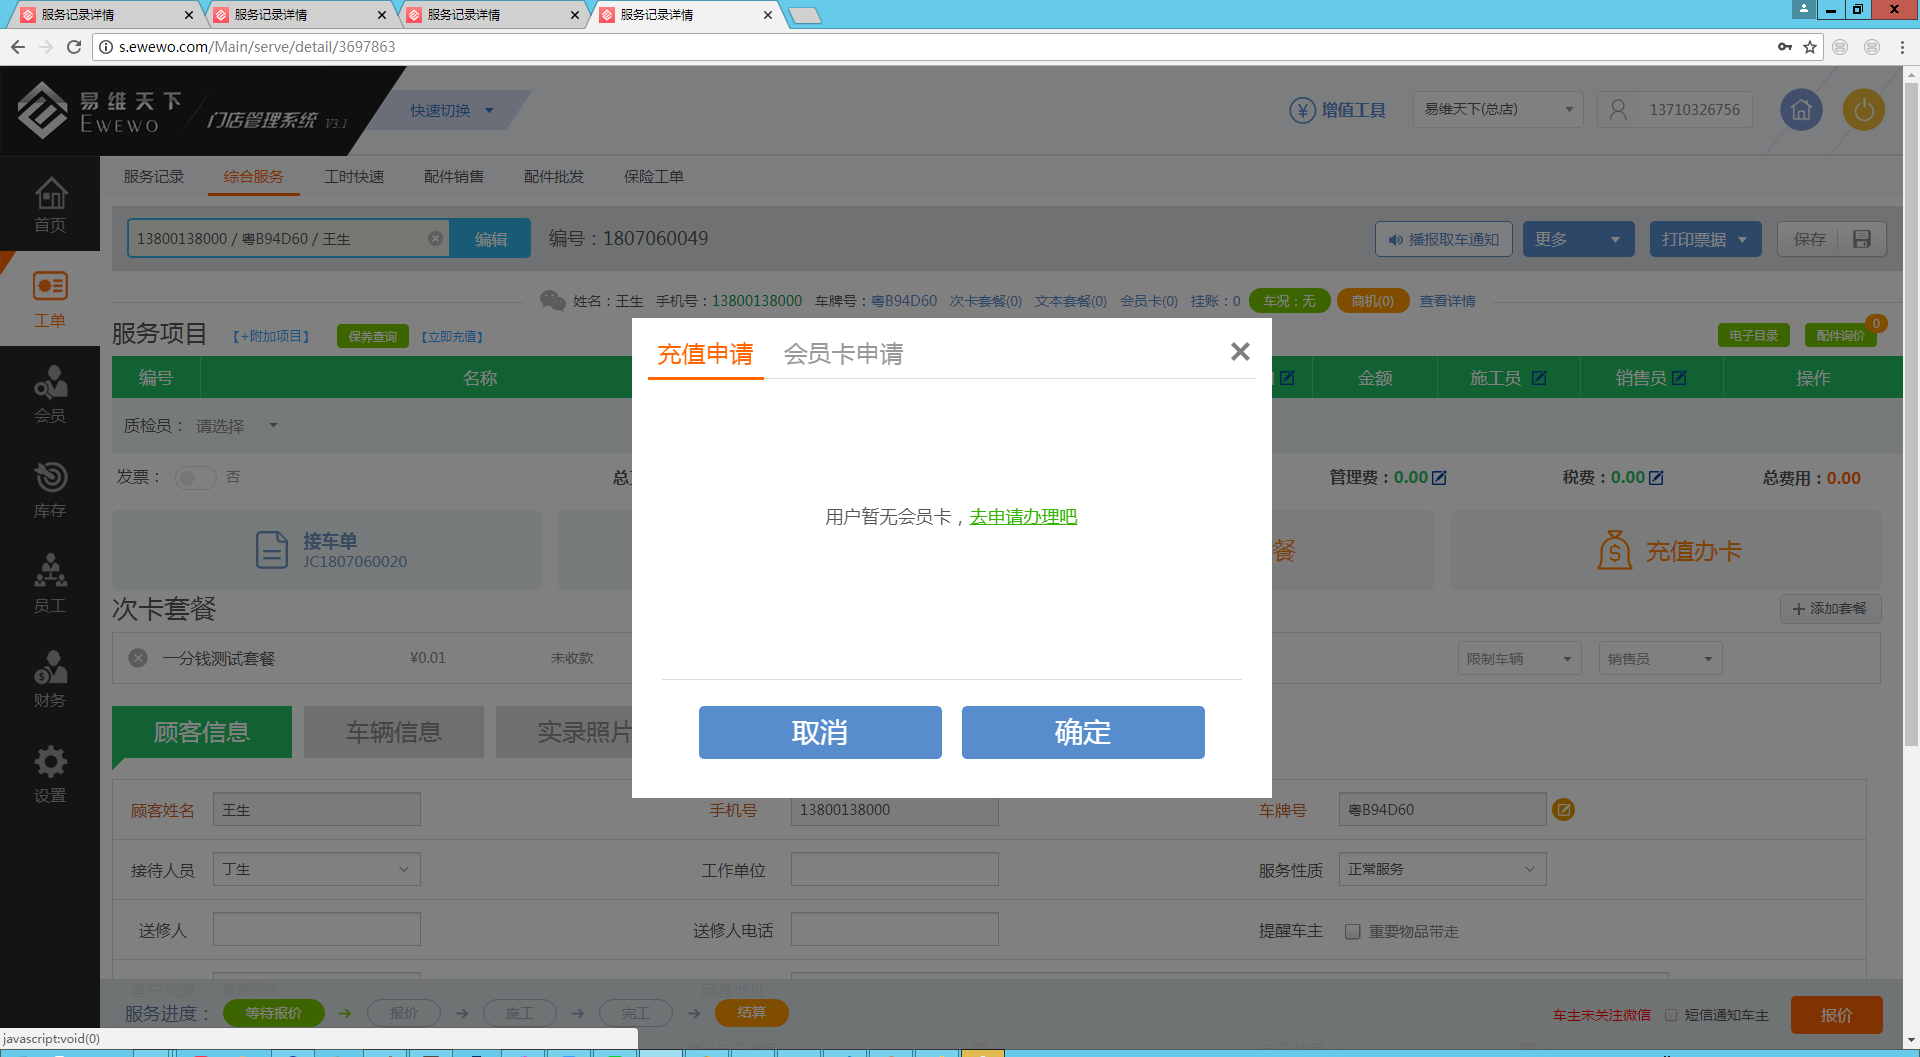 服务记录详情 服务记录详情 服务记录详情 服务记录详情
s.ewewo.com/Main/serve/detail/3697863
易维天下 EWEWO 门店管理系统 V3.1 快速切换 增值工具 易维天下(总店) 13710326756
服务记录 综合服务 工时快速 配件销售 配件批发 保险工单
首页
工单
会员
库存
员工
财务
设置
13800138000 / 粤B94D60 / 王生 编辑 编号：1807060049 播报取车通知 更多 打印票据 保存
姓名：王生 手机号：13800138000 车牌号：粤B94D60 次卡套餐(0) 文本套餐(0) 会员卡(0) 挂账：0 车况：无 商机(0) 查看详情
服务项目 【+附加项目】 保养查询 【立即充值】 电子目录 配件询价 0
编号 名称 金额 施工员 销售员 操作
质检员： 请选择
发票： 否 管理费：0.00 税费：0.00 总费用：0.00
接车单
JC1807060020
餐 充值办卡
次卡套餐 + 添加套餐
一分钱测试套餐 ¥0.01 未收款 限制车辆 销售员
顾客信息 车辆信息 实录照片
充值申请 会员卡申请
用户暂无会员卡，去申请办理吧
取消 确定
顾客姓名 王生 手机号 13800138000 车牌号 粤B94D60
接待人员 丁生 工作单位 服务性质 正常服务
送修人 送修人电话 提醒车主 重要物品带走
服务进度： 等待报价 → 报价 → 施工 → 完工 → 结算 车主未关注微信 短信通知车主 报价
javascript:void(0)